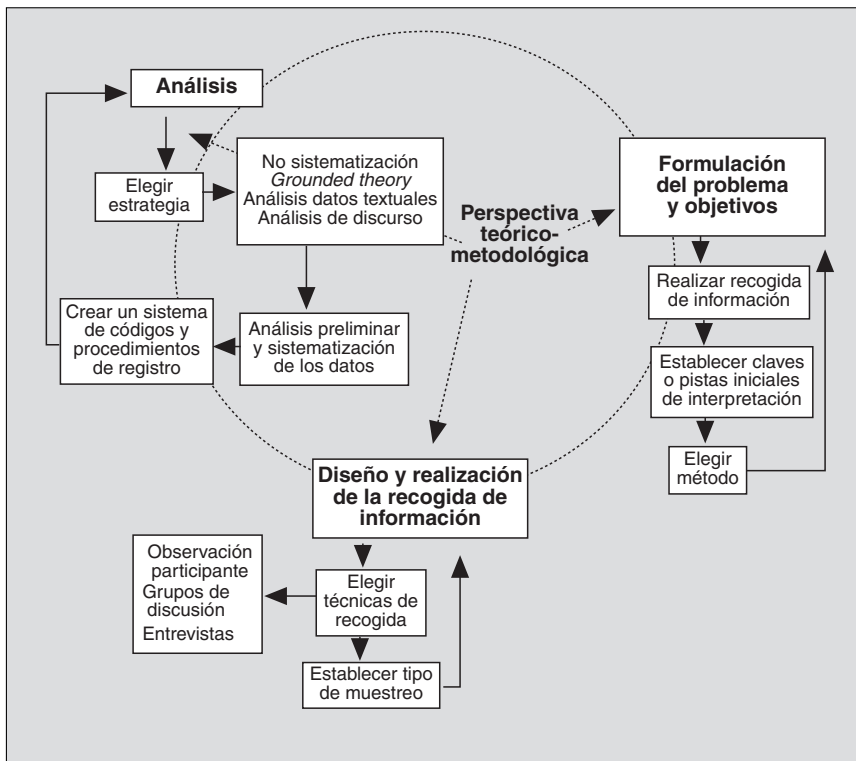 Análisis
Elegir
estrategia
No sistematización
Grounded theory
Análisis datos textuales
Análisis de discurso
Análisis preliminar
y sistematización
de los datos
Crear un sistema
de códigos y
procedimientos
de registro
Perspectiva
teórico-
metodológica
Formulación
del problema
y objetivos
Realizar recogida
de información
Establecer claves
o pistas iniciales
de interpretación
Elegir
método
Diseño y realización
de la recogida de
información
Elegir
técnicas de
recogida
Observación
participante
Grupos de
discusión
Entrevistas
Establecer tipo
de muestreo